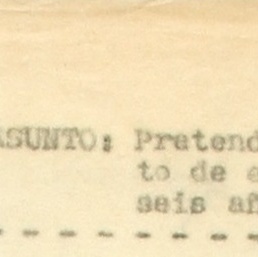 ASUNTO: Pretend
to de
seis añ